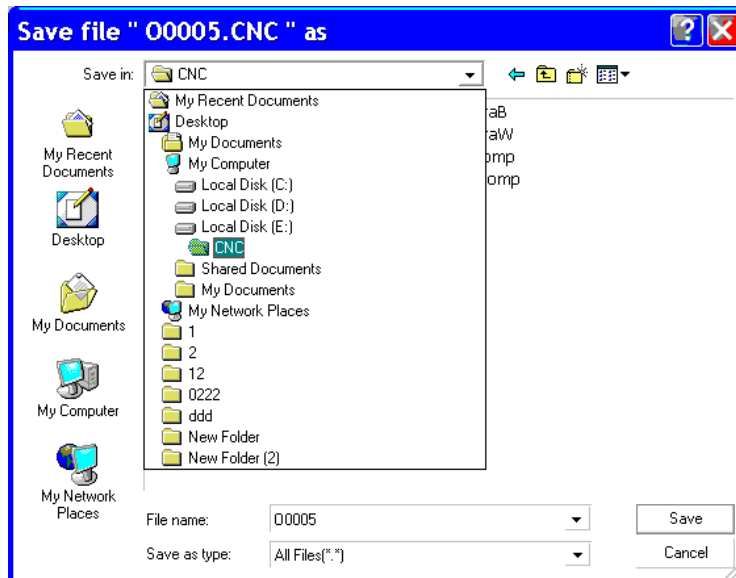 Save file " O0005.CNC " as
Save in: CNC
My Recent Documents
Desktop
My Documents
My Computer
Local Disk (C:)
Local Disk (D:)
Local Disk (E:)
CNC
Shared Documents
My Documents
My Network Places
1
2
12
0222
ddd
New Folder
New Folder (2)
My Recent
Documents
Desktop
My Documents
My Computer
My Network
Places
File name: O0005 Save
Save as type: All Files(*.*) Cancel